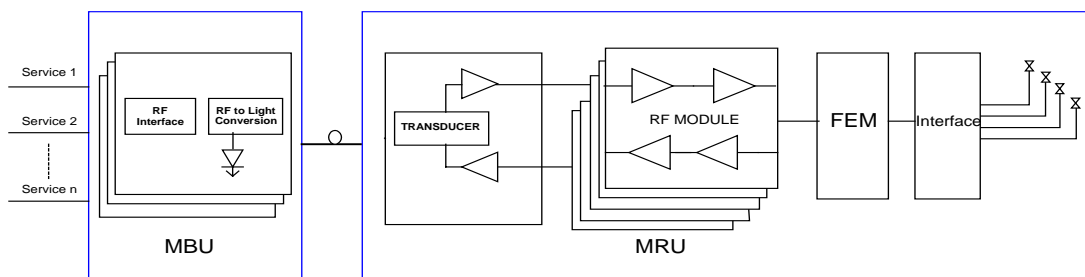 Service 1
Service 2
Service n
RF
Interface
RF to Light
Conversion
MBU
TRANSDUCER
RF MODULE
MRU
FEM
Interface